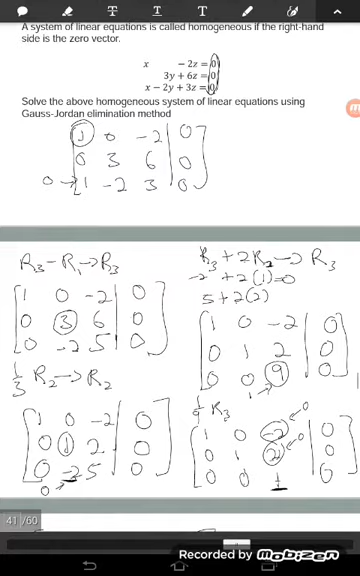 A system of linear equations is called homogeneous if the right-hand
side is the zero vector.
x - 2z = 0
3y + 6z = 0
x - 2y + 3z = 0
Solve the above homogeneous system of linear equations using
Gauss-Jordan elimination method
1 0 -2 | 0
0 3 6 | 0
0 → 1 -2 3 | 0
R3 - R1 → R3
1 0 -2 | 0
0 3 6 | 0
0 -2 5 | 0
1/3 R2 → R2
1 0 -2 | 0
0 1 2 | 0
0 -2 5 | 0
0
R3 + 2R2 → R3
-2 + 2(1) = 0
5 + 2(2)
1 0 -2 | 0
0 1 2 | 0
0 0 9 | 0
1
1/9 R3
1 0 -2 ← 0 | 0
0 1 2 ← 0 | 0
0 0 1 | 0
41 /60
Recorded by Mobizen